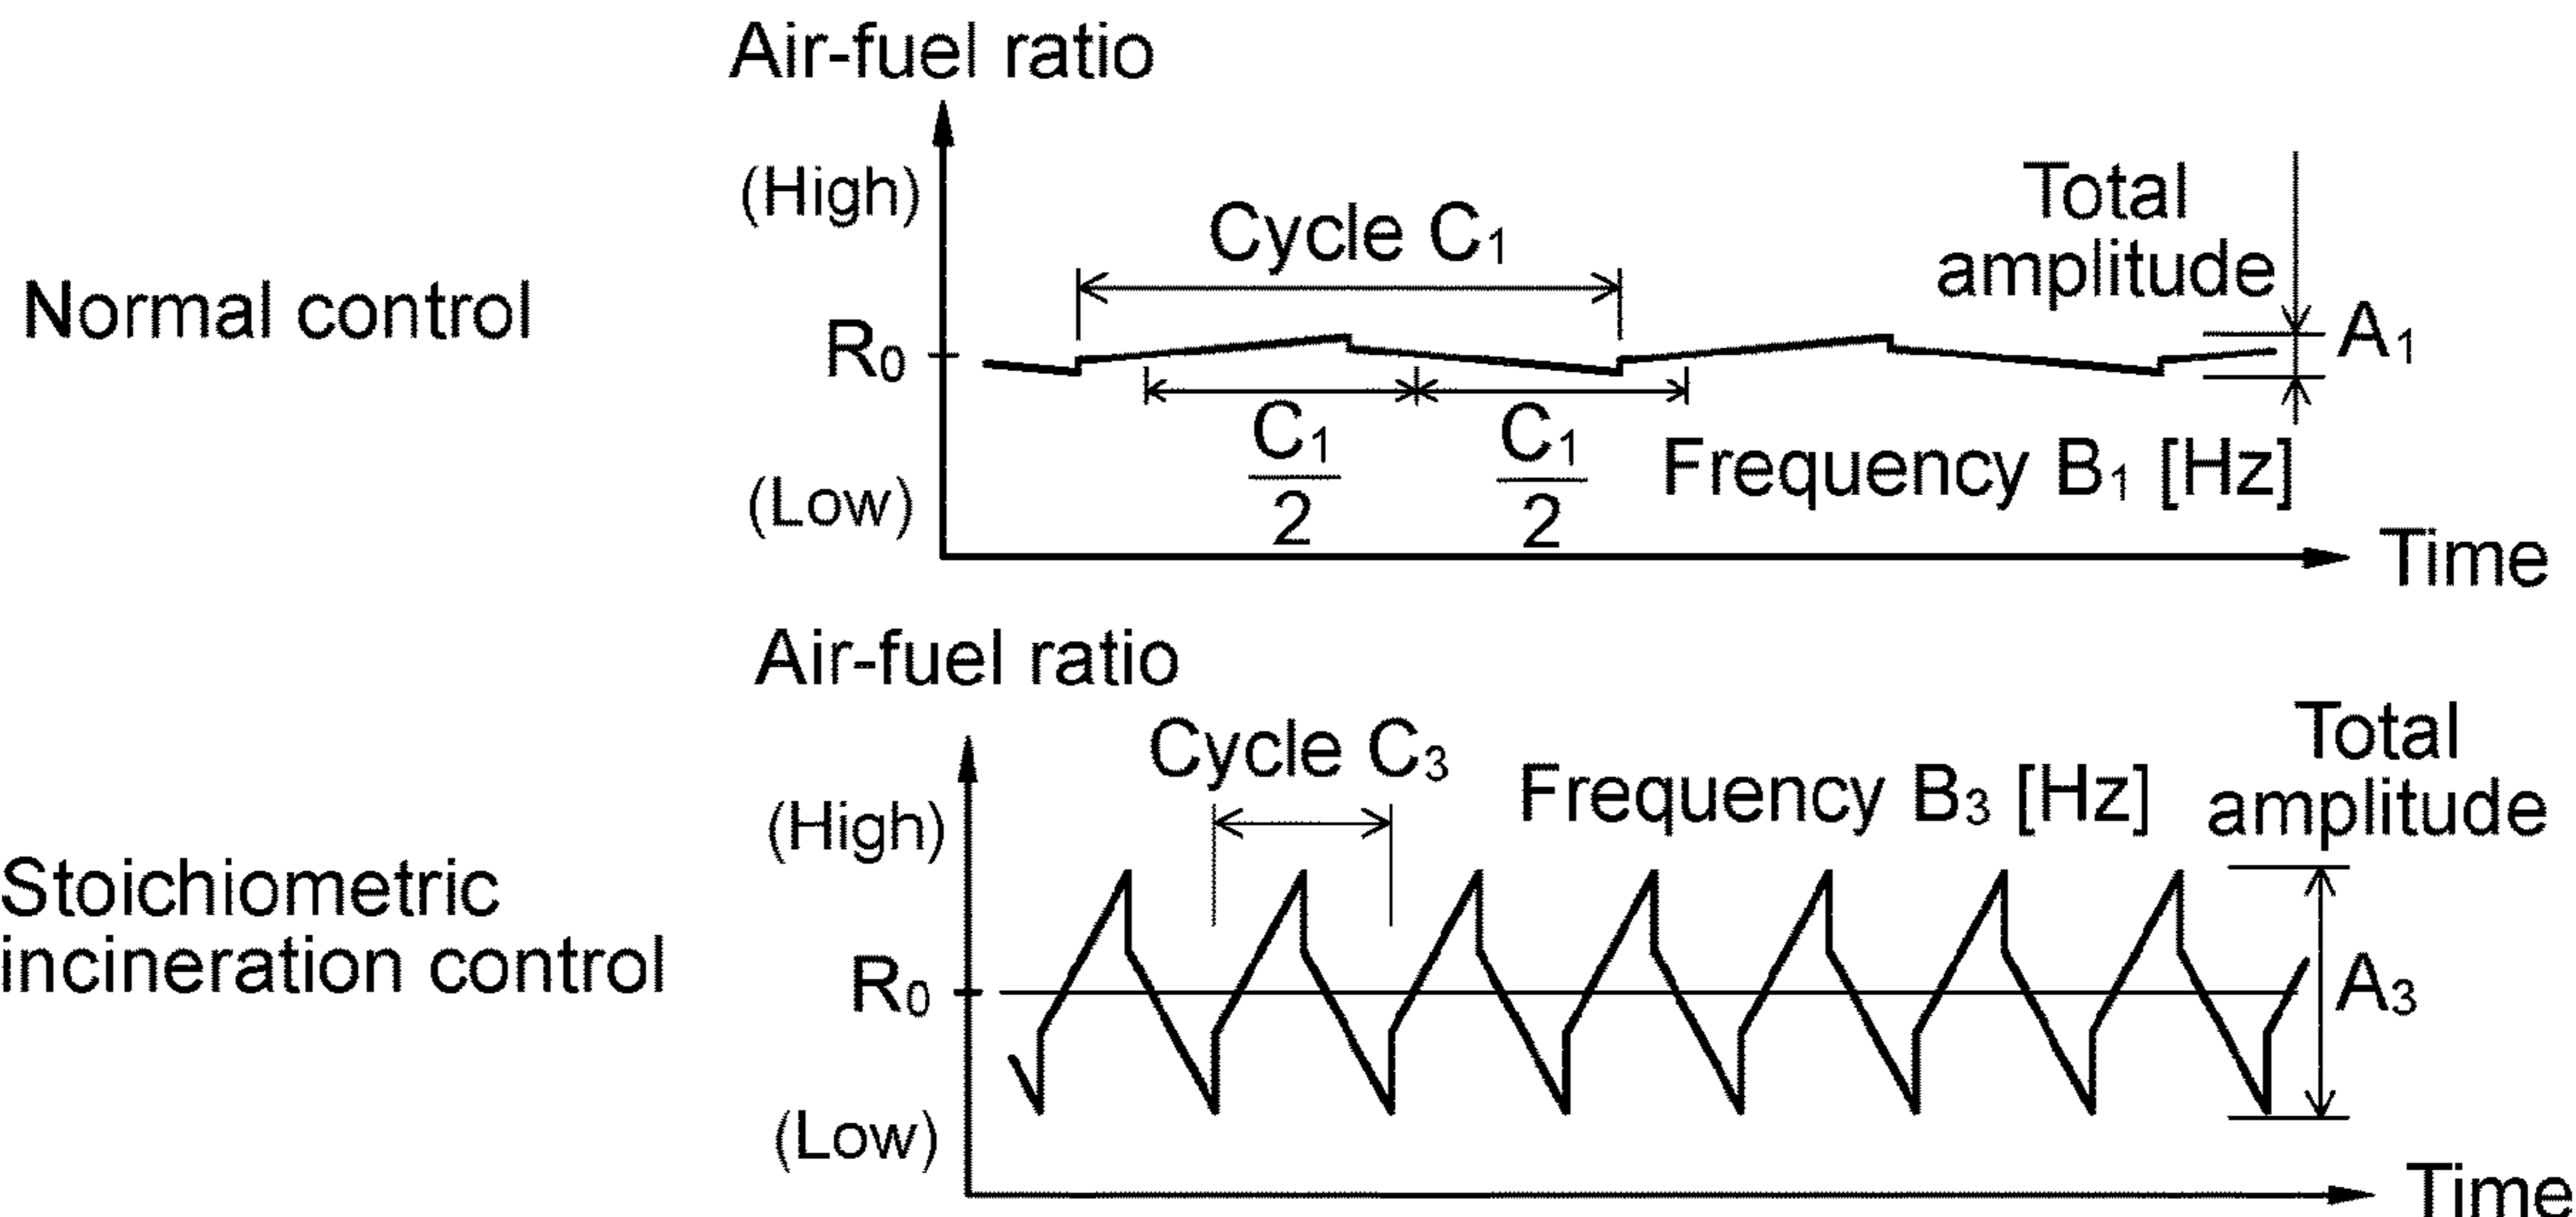 Air-fuel ratio
(High)
Total
amplitude
Cycle C₁
Normal control
R₀
A₁
C₁
2
C₁
2
Frequency B₁ [Hz]
(Low)
Time
Air-fuel ratio
Total
amplitude
Cycle C₃
Frequency B₃ [Hz]
(High)
Stoichiometric
incineration control
R₀
A₃
(Low)
Time